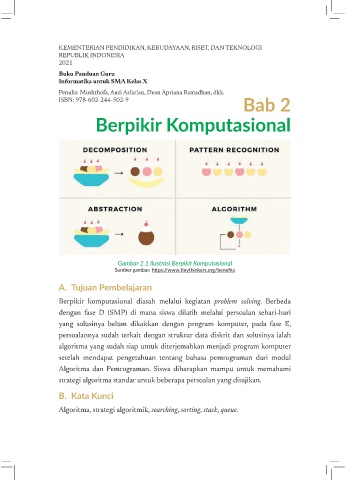 KEMENTERIAN PENDIDIKAN, KEBUDAYAAN, RISET, DAN TEKNOLOGI
REPUBLIK INDONESIA
2021
Buku Panduan Guru
Informatika untuk SMA Kelas X
Penulis: Mushthofa, Auzi Asfarian, Dean Apriana Ramadhan, dkk.
ISBN: 978-602-244-502-9
Bab 2
Berpikir Komputasional
DECOMPOSITION
PATTERN RECOGNITION
ABSTRACTION
ALGORITHM
Gambar 2.1 Ilustrasi Berpikir Komputasional
Sumber gambar: https://www.tinythinkers.org/benefits
A. Tujuan Pembelajaran
Berpikir komputasional diasah melalui kegiatan problem solving. Berbeda
dengan fase D (SMP) di mana siswa dilatih melalui persoalan sehari-hari
yang solusinya belum dikaitkan dengan program komputer, pada fase E,
persoalannya sudah terkait dengan struktur data diskrit dan solusinya ialah
algoritma yang sudah siap untuk diterjemahkan menjadi program komputer
setelah mendapat pengetahuan tentang bahasa pemrograman dari modul
Algoritma dan Pemrograman. Siswa diharapkan mampu untuk memahami
strategi algoritma standar untuk beberapa persoalan yang disajikan.
B. Kata Kunci
Algoritma, strategi algoritmik, searching, sorting, stack, queue.